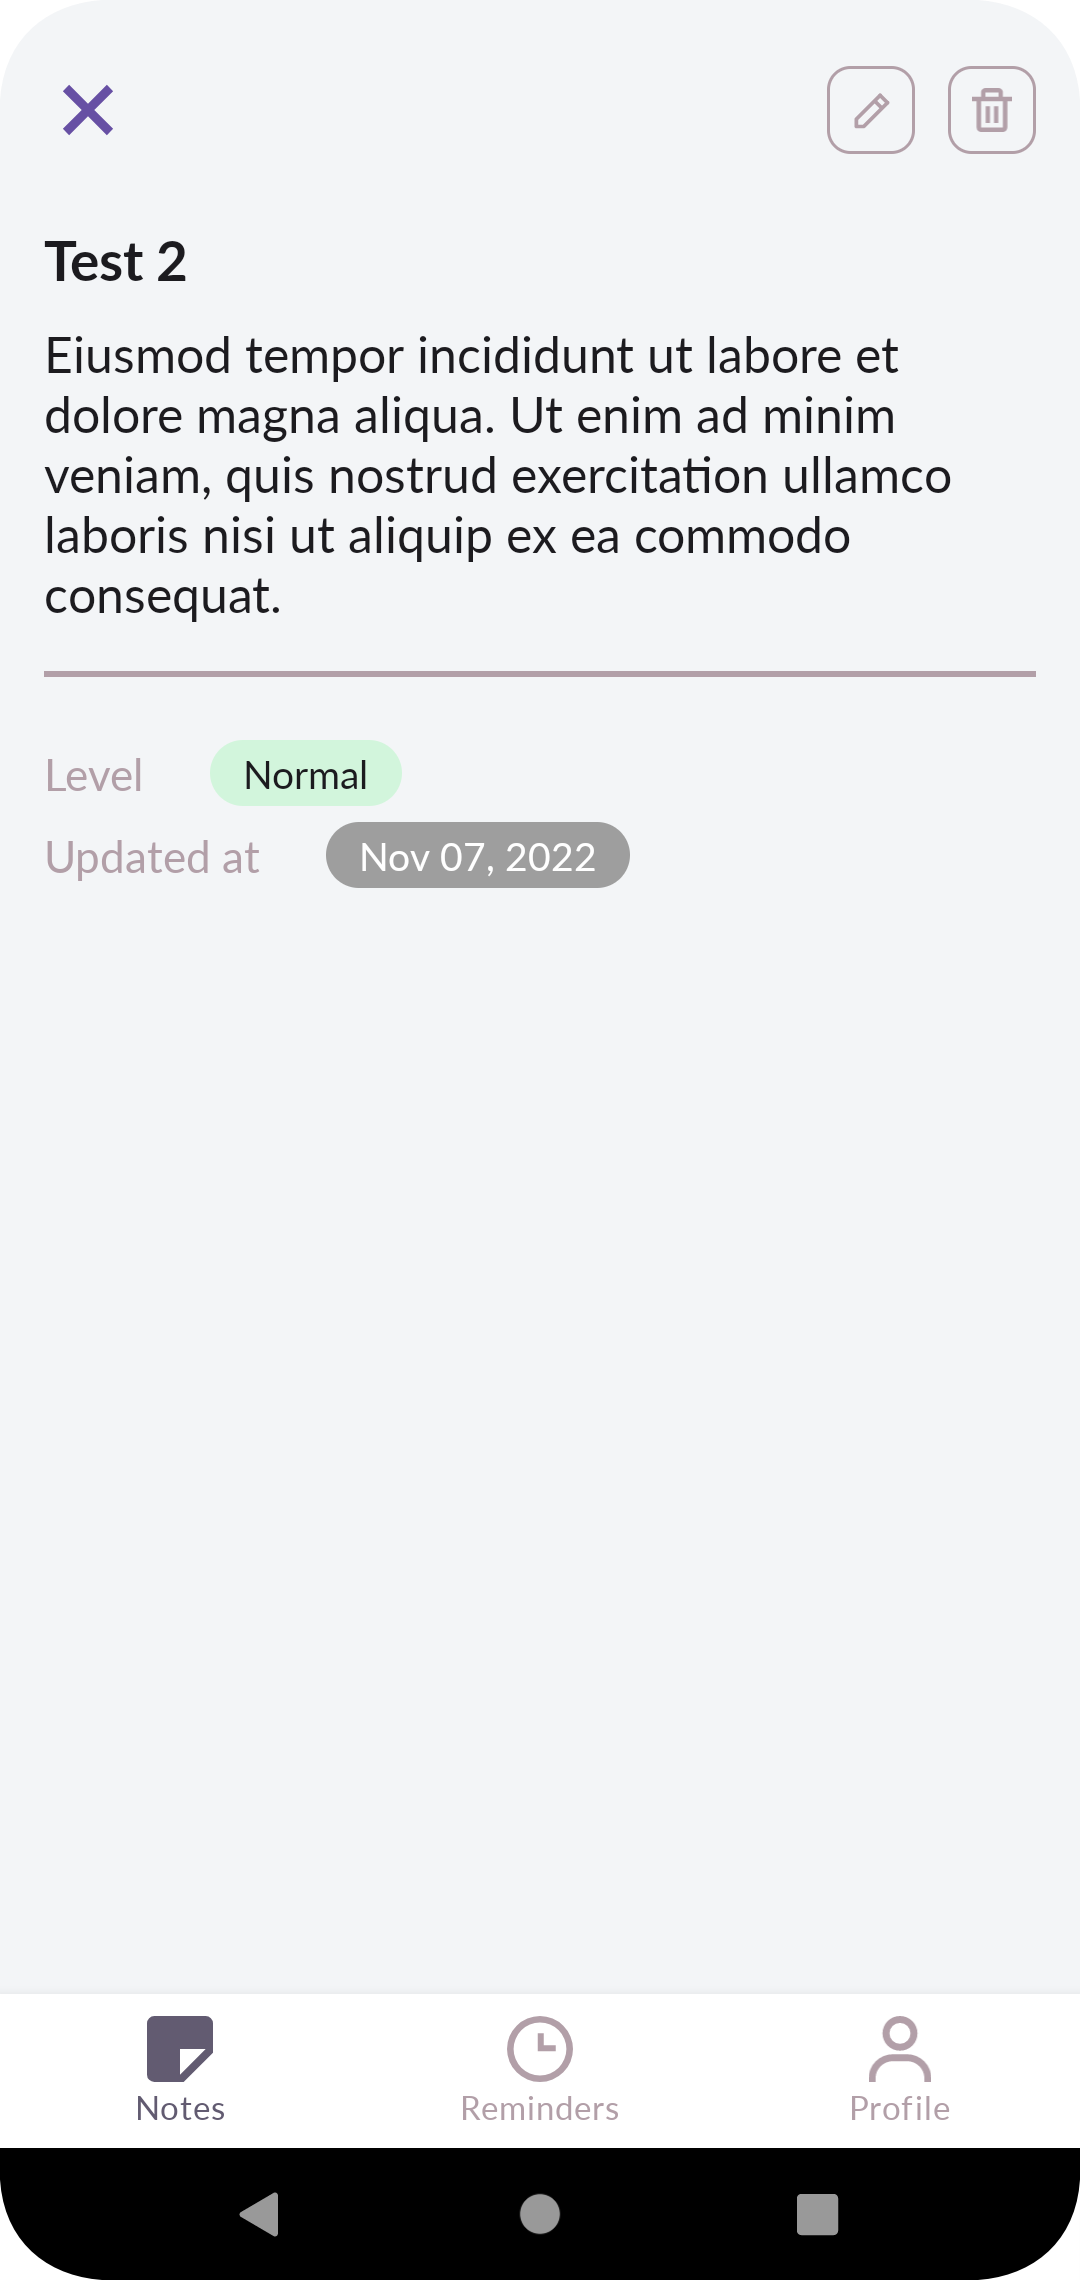 Test 2
Eiusmod tempor incididunt ut labore et
dolore magna aliqua. Ut enim ad minim
veniam, quis nostrud exercitation ullamco
laboris nisi ut aliquip ex ea commodo
consequat.
Level Normal
Updated at Nov 07, 2022
Notes Reminders Profile